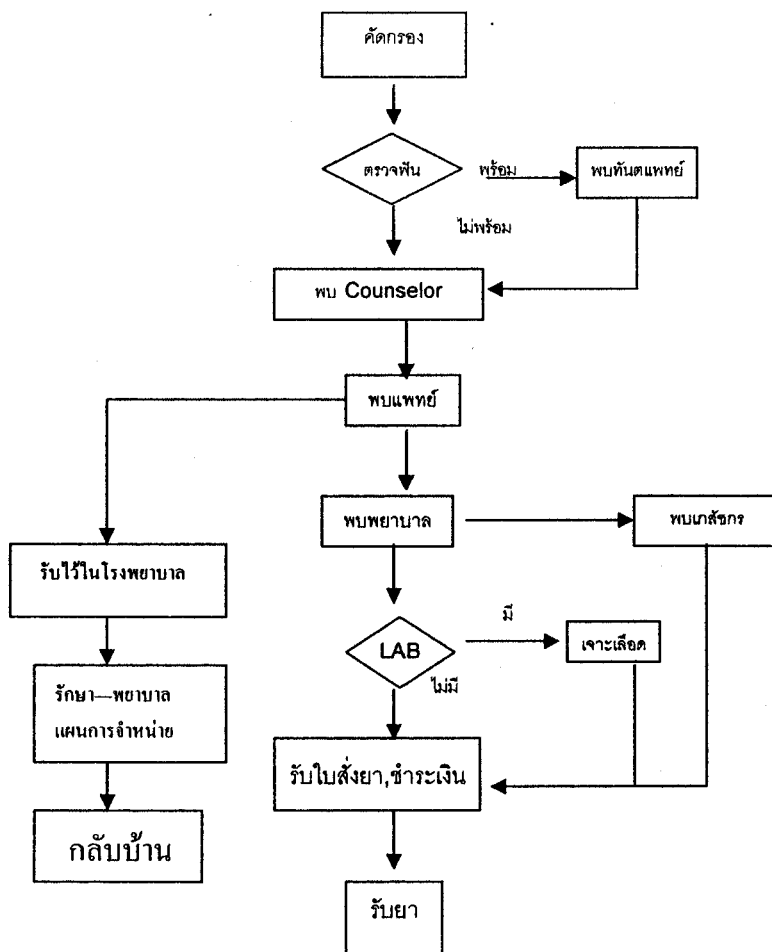 คัดกรอง
ตรวจฟัน
พร้อม
พบทันตแพทย์
ไม่พร้อม
พบ Counselor
พบแพทย์
พบพยาบาล
พบเภสัชกร
รับไว้ในโรงพยาบาล
มี
LAB
เจาะเลือด
ไม่มี
รักษา—พยาบาล
แผนการจำหน่าย
รับใบสั่งยา,ชำระเงิน
กลับบ้าน
รับยา